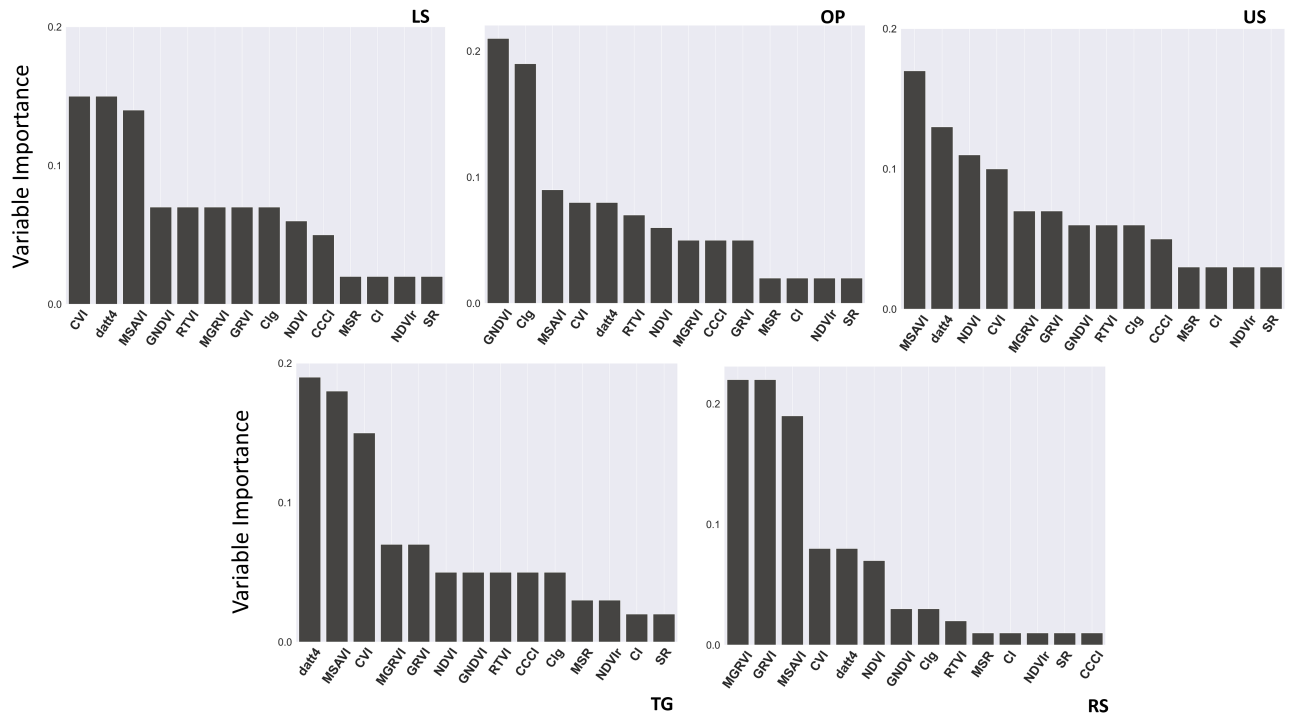 LS
OP
US
Variable Importance
0.2
0.1
0.0
CVI datt4 MSAVI GNDVI RTVI MGRVI GRVI CIg NDVI CCCI MSR CI NDVIr SR
0.2
0.1
0.0
GNDVI CIg MSAVI CVI datt4 RTVI NDVI MGRVI CCCI GRVI MSR CI NDVIr SR
0.2
0.1
0.0
MSAVI datt4 NDVI CVI MGRVI GRVI GNDVI RTVI CIg CCCI MSR CI NDVIr SR
Variable Importance
0.2
0.1
0.0
datt4 MSAVI CVI MGRVI GRVI NDVI GNDVI RTVI CCCI CIg MSR NDVIr CI SR
TG
0.2
0.1
0.0
MGRVI GRVI MSAVI CVI datt4 NDVI GNDVI CIg RTVI MSR CI NDVIr SR CCCI
RS